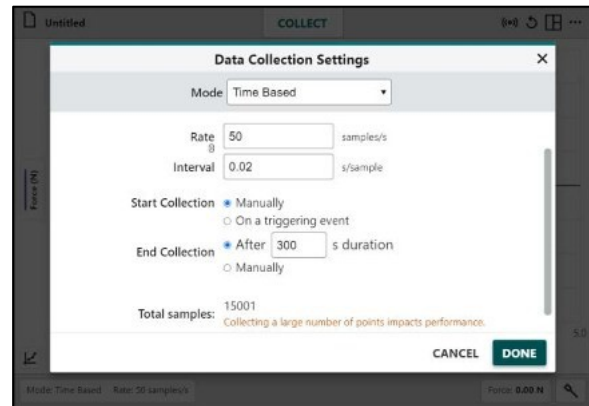 Untitled
COLLECT
Data Collection Settings
Mode Time Based
Rate 50 samples/s
Interval 0.02 s/sample
Start Collection Manually
On a triggering event
End Collection After 300 s duration
Manually
Total samples: 15001
Collecting a large number of points impacts performance.
CANCEL DONE
Force (N)
5.0
Mode: Time Based Rate: 50 samples/s Force: 0.00 N